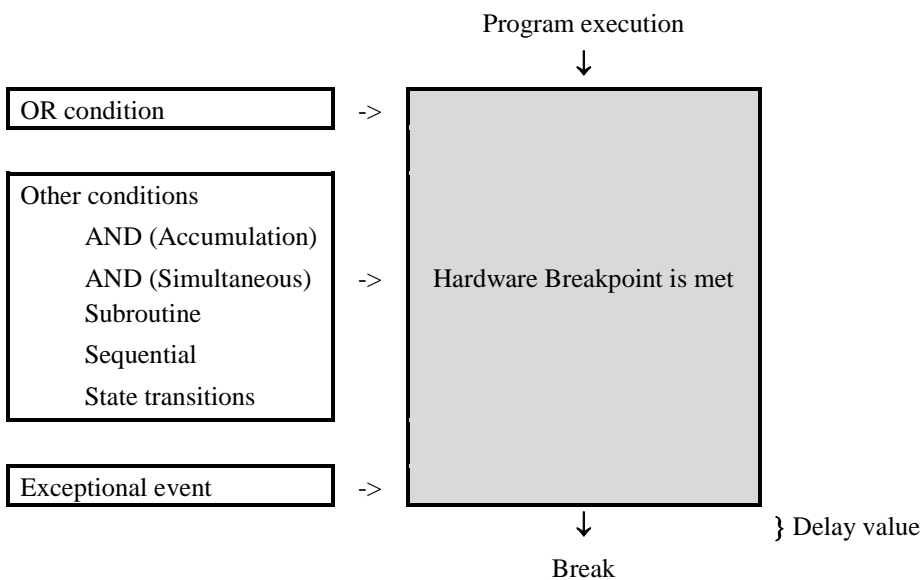 Program execution
↓
OR condition ->
Other conditions
AND (Accumulation)
AND (Simultaneous) -> Hardware Breakpoint is met
Subroutine
Sequential
State transitions
Exceptional event ->
↓ } Delay value
Break